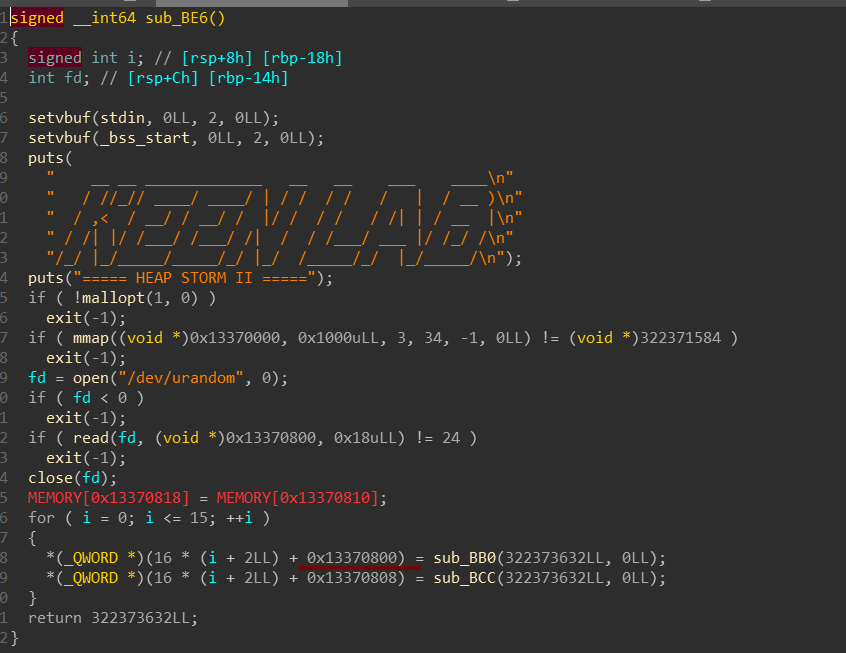 1 signed __int64 sub_BE6()
2 {
3   signed int i; // [rsp+8h] [rbp-18h]
4   int fd; // [rsp+Ch] [rbp-14h]
5
6   setvbuf(stdin, 0LL, 2, 0LL);
7   setvbuf(_bss_start, 0LL, 2, 0LL);
8   puts(
9     "    __ __ _____________   __   __    ___    ____\n"
0     "   / //_// ____/ ____/ | / /  / /   /   |  / __ )\n"
1     "  / ,<  / __/ / __/ /  |/ /  / /   / /| | / __  |\n"
2     " / /| |/ /___/ /___/ /|  /  / /___/ ___ |/ /_/ /\n"
3     "/_/ |_/_____/_____/_/ |_/  /_____/_/  |_/_____/\n");
4   puts("===== HEAP STORM II =====");
5   if ( !mallopt(1, 0) )
6     exit(-1);
7   if ( mmap((void *)0x13370000, 0x1000uLL, 3, 34, -1, 0LL) != (void *)322371584 )
8     exit(-1);
9   fd = open("/dev/urandom", 0);
0   if ( fd < 0 )
1     exit(-1);
2   if ( read(fd, (void *)0x13370800, 0x18uLL) != 24 )
3     exit(-1);
4   close(fd);
5   MEMORY[0x13370818] = MEMORY[0x13370810];
6   for ( i = 0; i <= 15; ++i )
7   {
8     *(_QWORD *)(16 * (i + 2LL) + 0x13370800) = sub_BB0(322373632LL, 0LL);
9     *(_QWORD *)(16 * (i + 2LL) + 0x13370808) = sub_BCC(322373632LL, 0LL);
0   }
1   return 322373632LL;
2 }